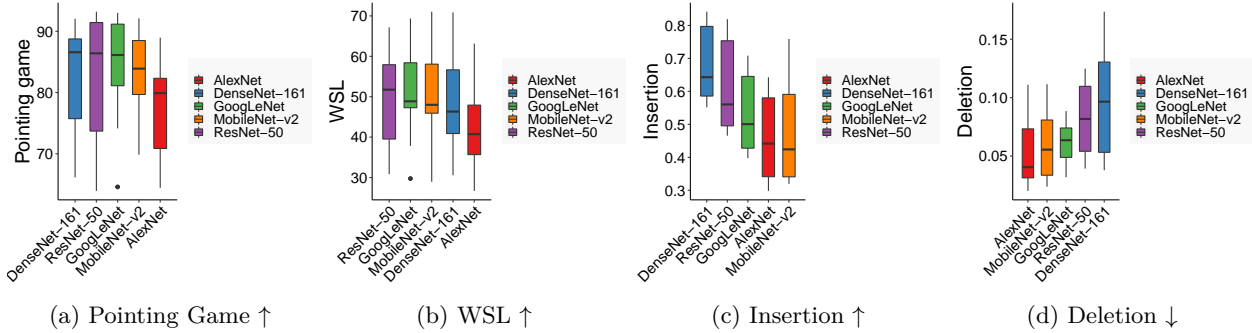 Pointing game
90
80
70
DenseNet−161
ResNet−50
GoogLeNet
MobileNet−v2
AlexNet
AlexNet
DenseNet−161
GoogLeNet
MobileNet−v2
ResNet−50
(a) Pointing Game ↑
WSL
70
60
50
40
30
ResNet−50
GoogLeNet
MobileNet−v2
DenseNet−161
AlexNet
AlexNet
DenseNet−161
GoogLeNet
MobileNet−v2
ResNet−50
(b) WSL ↑
Insertion
0.8
0.7
0.6
0.5
0.4
0.3
DenseNet−161
ResNet−50
GoogLeNet
AlexNet
MobileNet−v2
AlexNet
DenseNet−161
GoogLeNet
MobileNet−v2
ResNet−50
(c) Insertion ↑
Deletion
0.15
0.10
0.05
AlexNet
MobileNet−v2
GoogLeNet
ResNet−50
DenseNet−161
AlexNet
DenseNet−161
GoogLeNet
MobileNet−v2
ResNet−50
(d) Deletion ↓